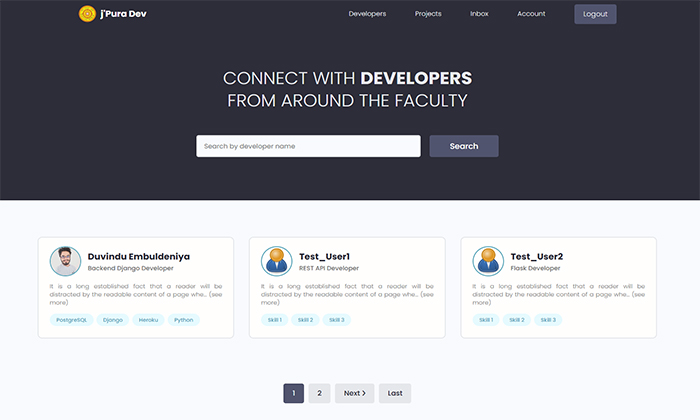 j'Pura Dev
Developers
Projects
Inbox
Account
Logout
CONNECT WITH DEVELOPERS
FROM AROUND THE FACULTY
Search by developer name
Search
Duvindu Embuldeniya
Backend Django Developer
It is a long established fact that a reader will be
distracted by the readable content of a page whe... (see
more)
PostgreSQL
Django
Heroku
Python
Test_User1
REST API Developer
It is a long established fact that a reader will be
distracted by the readable content of a page whe... (see
more)
Skill 1
Skill 2
Skill 3
Test_User2
Flask Developer
It is a long established fact that a reader will be
distracted by the readable content of a page whe... (see
more)
Skill 1
Skill 2
Skill 3
1
2
Next >
Last